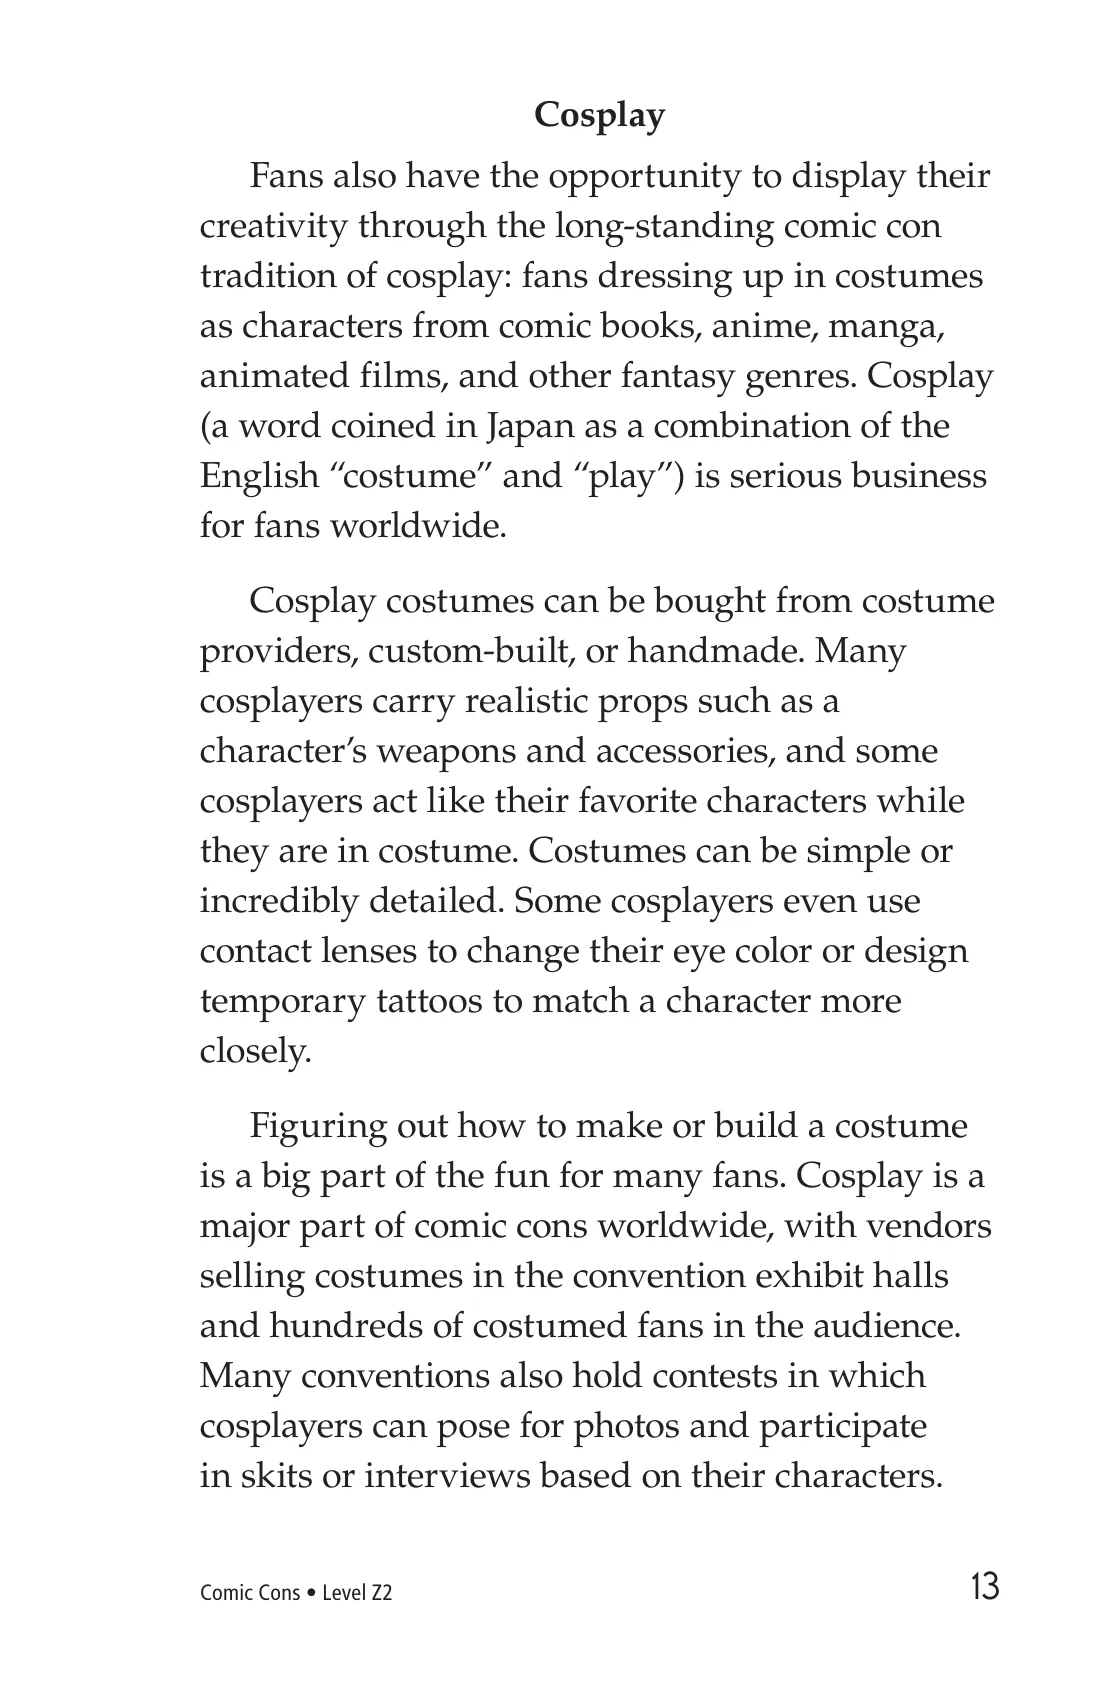 Cosplay
Fans also have the opportunity to display their
creativity through the long-standing comic con
tradition of cosplay: fans dressing up in costumes
as characters from comic books, anime, manga,
animated films, and other fantasy genres. Cosplay
(a word coined in Japan as a combination of the
English “costume” and “play”) is serious business
for fans worldwide.
Cosplay costumes can be bought from costume
providers, custom-built, or handmade. Many
cosplayers carry realistic props such as a
character’s weapons and accessories, and some
cosplayers act like their favorite characters while
they are in costume. Costumes can be simple or
incredibly detailed. Some cosplayers even use
contact lenses to change their eye color or design
temporary tattoos to match a character more
closely.
Figuring out how to make or build a costume
is a big part of the fun for many fans. Cosplay is a
major part of comic cons worldwide, with vendors
selling costumes in the convention exhibit halls
and hundreds of costumed fans in the audience.
Many conventions also hold contests in which
cosplayers can pose for photos and participate
in skits or interviews based on their characters.
Comic Cons • Level Z2 13